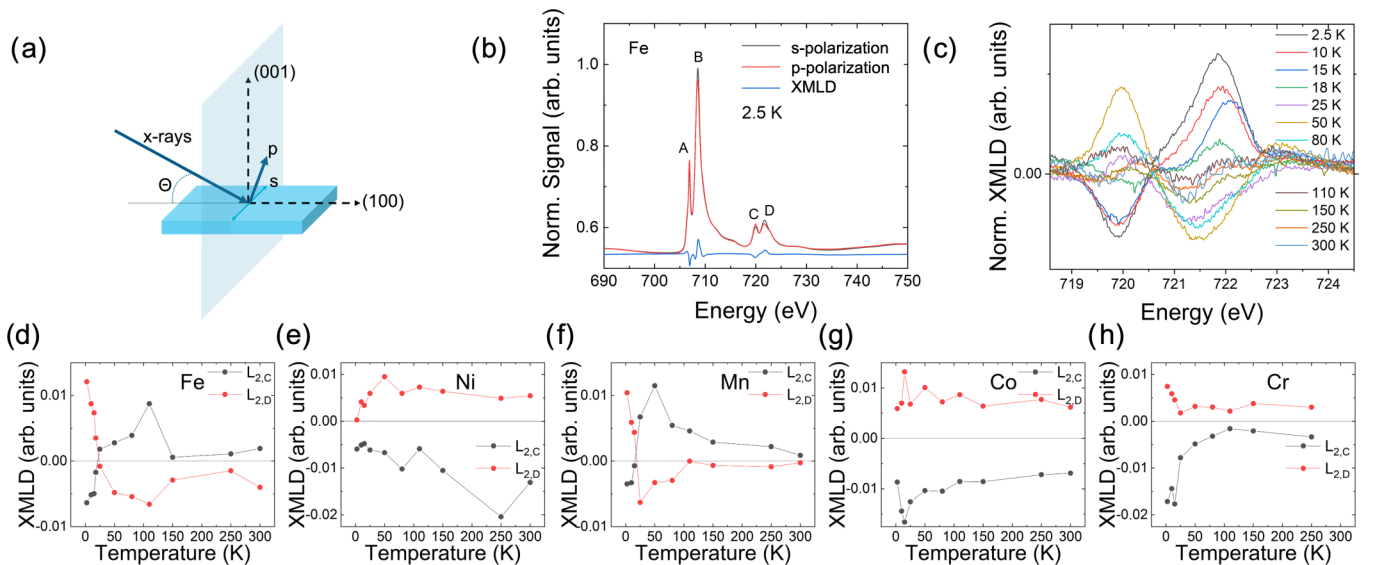 (a)
(001)
x-rays
p
Θ
s
(100)
(b)
Norm. Signal (arb. units)
Fe
B
A
C
D
s-polarization
p-polarization
XMLD
2.5 K
1.0
0.8
0.6
690 700 710 720 730 740 750
Energy (eV)
(c)
Norm. XMLD (arb. units)
0.00
2.5 K
10 K
15 K
18 K
25 K
50 K
80 K
110 K
150 K
250 K
300 K
719 720 721 722 723 724
Energy (eV)
(d)
XMLD (arb. units)
Fe
L2,C
L2,D
0.01
0.00
-0.01
0 50 100 150 200 250 300
Temperature (K)
(e)
XMLD (arb. units)
Ni
L2,D
L2,C
L2,D
0.01
0.00
-0.01
-0.02
0 50 100 150 200 250 300
Temperature (K)
(f)
XMLD (arb. units)
Mn
L2,C
L2,D
0.01
0.00
-0.01
0 50 100 150 200 250 300
Temperature (K)
(g)
XMLD (arb. units)
Co
L2,C
L2,D
0.01
0.00
-0.01
0 50 100 150 200 250 300
Temperature (K)
(h)
XMLD (arb. units)
Cr
L2,C
L2,D
0.01
0.00
-0.01
-0.02
0 50 100 150 200 250 300
Temperature (K)